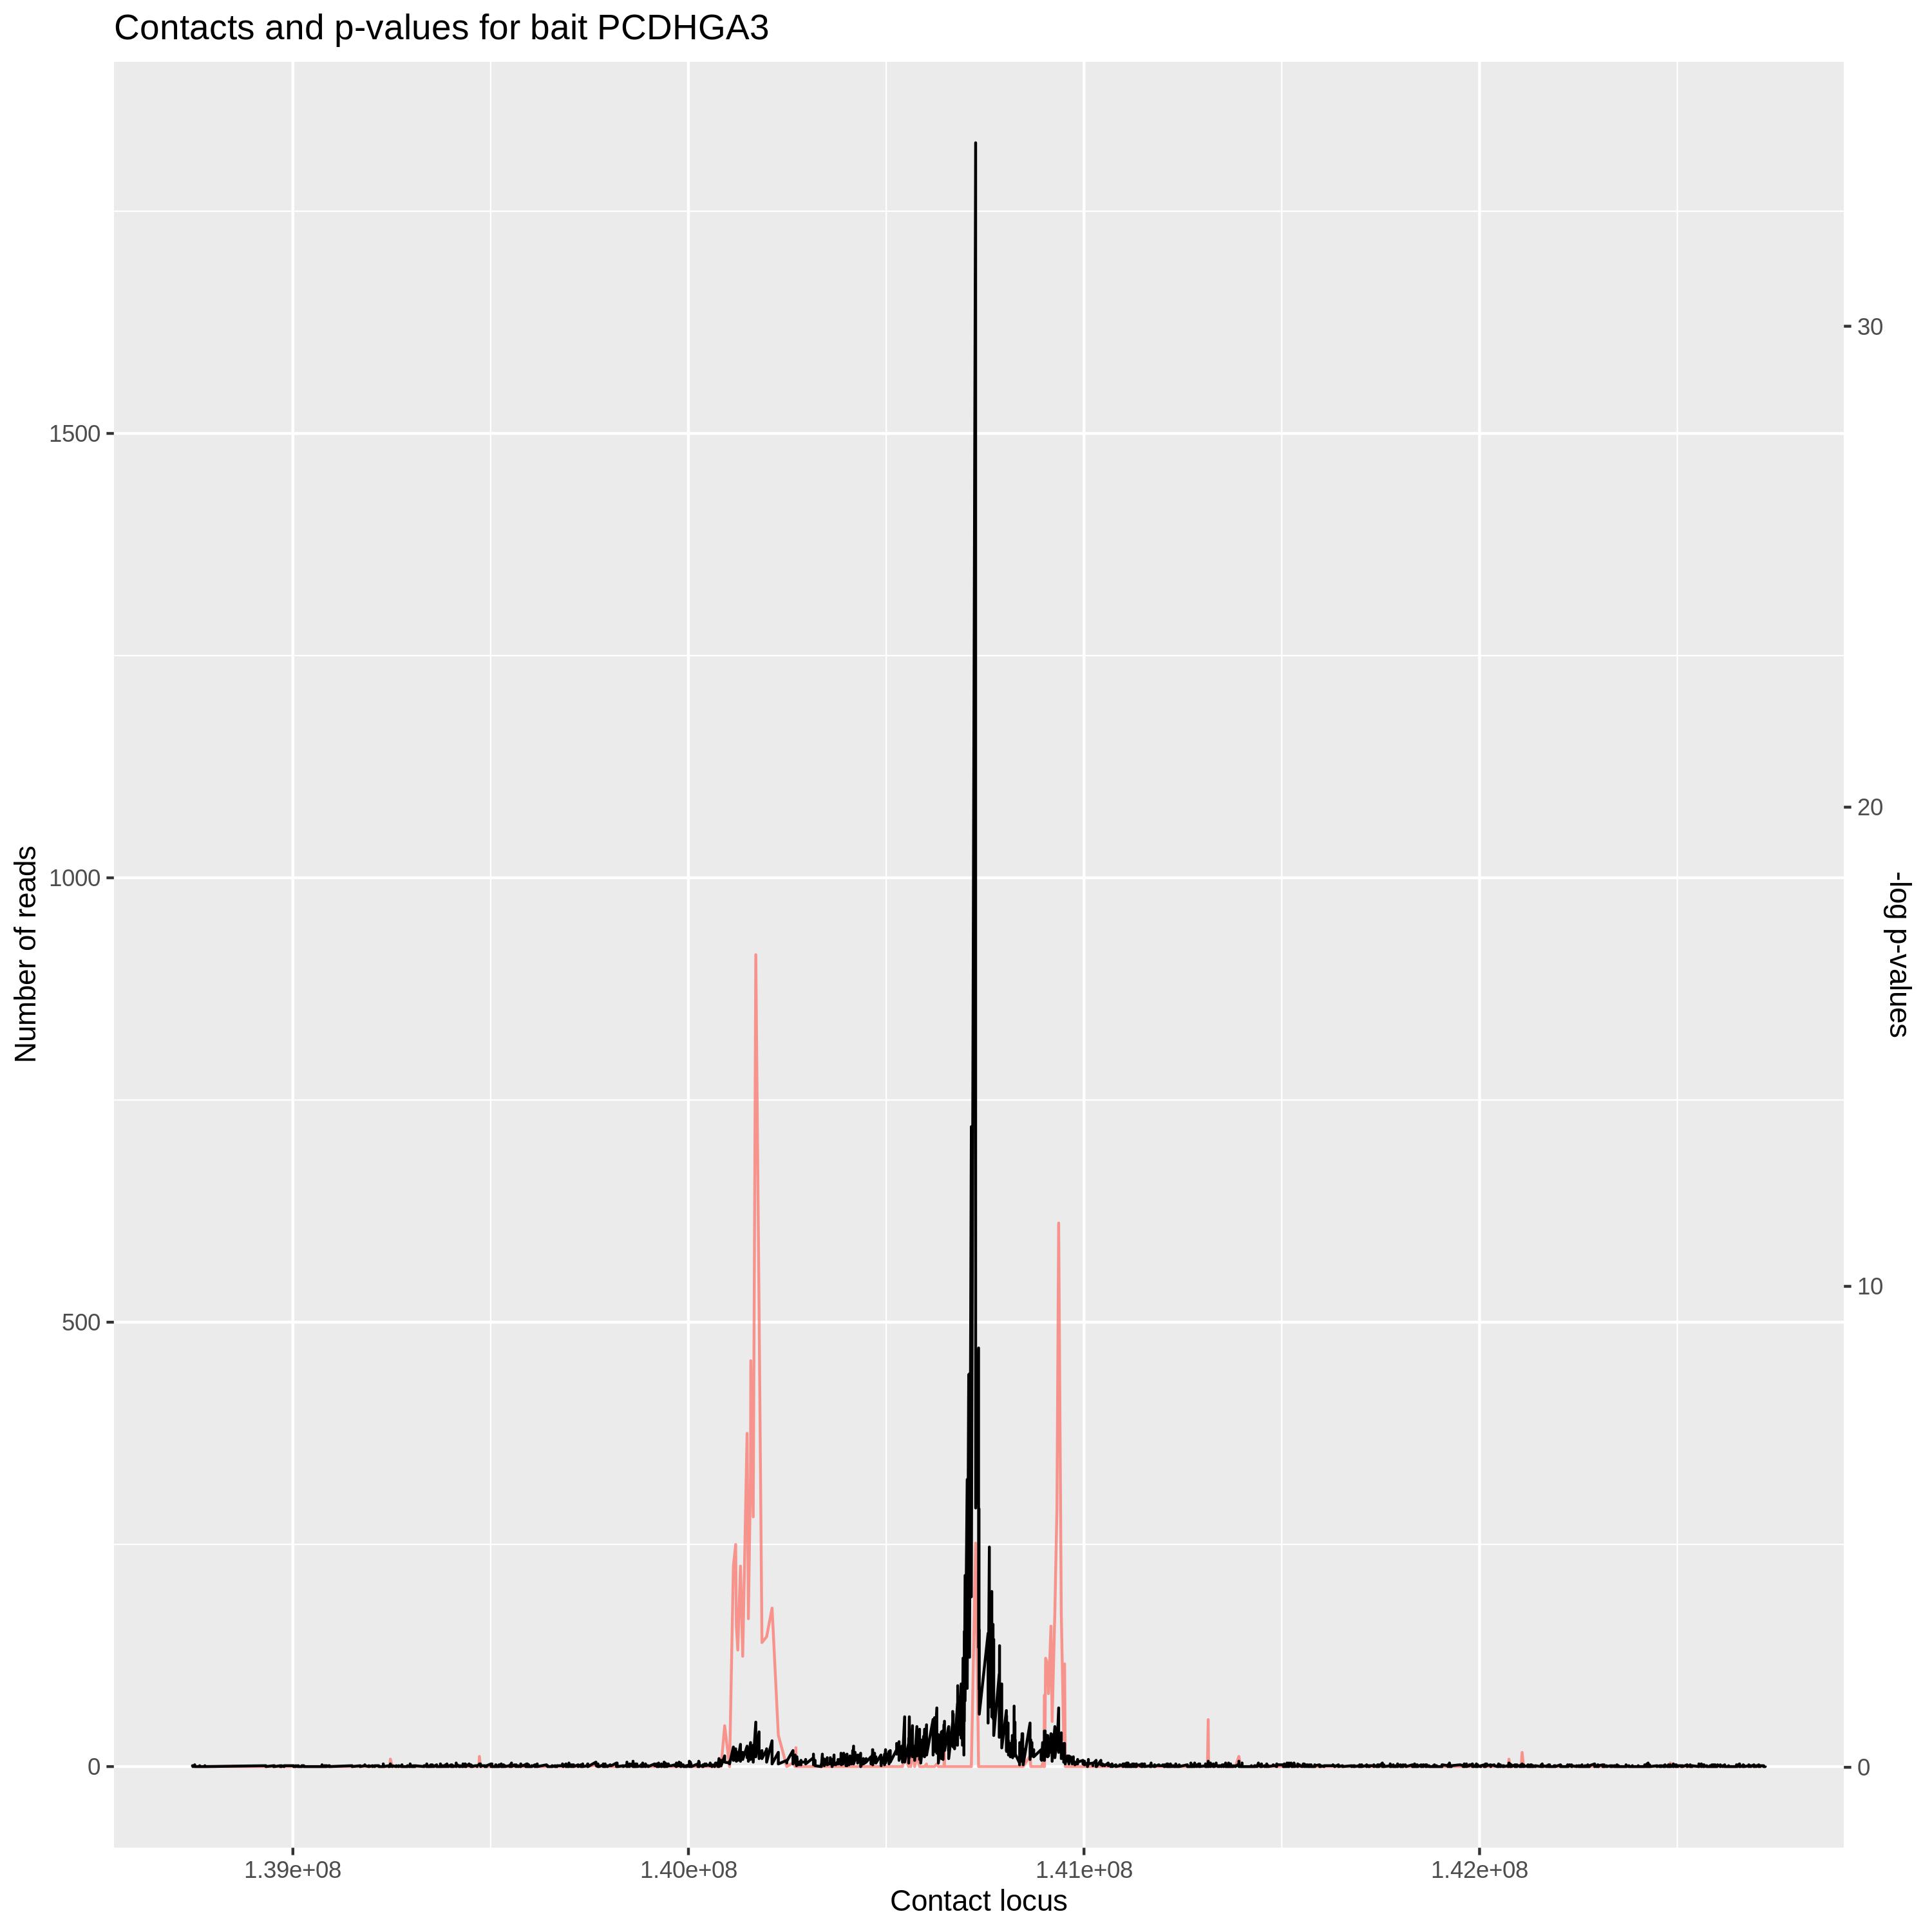 Contacts and p-values for bait PCDHGA3
Number of reads
1500
1000
500
0
30
20
10
0
-log p-values
1.39e+08
1.40e+08
1.41e+08
1.42e+08
Contact locus